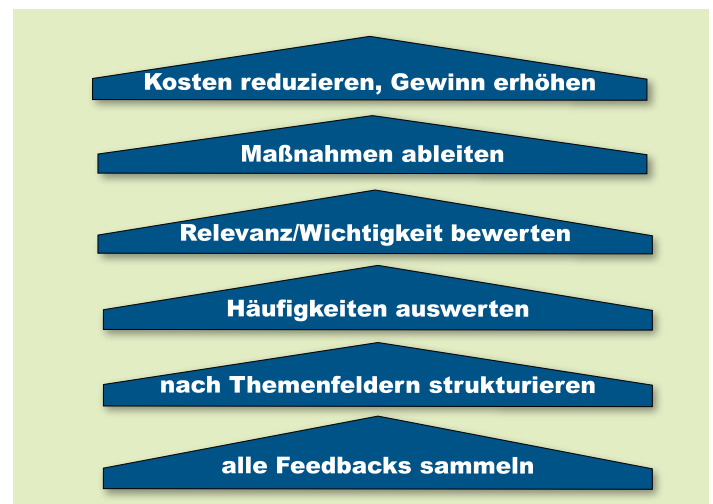 Kosten reduzieren, Gewinn erhöhen
Maßnahmen ableiten
Relevanz/Wichtigkeit bewerten
Häufigkeiten auswerten
nach Themenfeldern strukturieren
alle Feedbacks sammeln